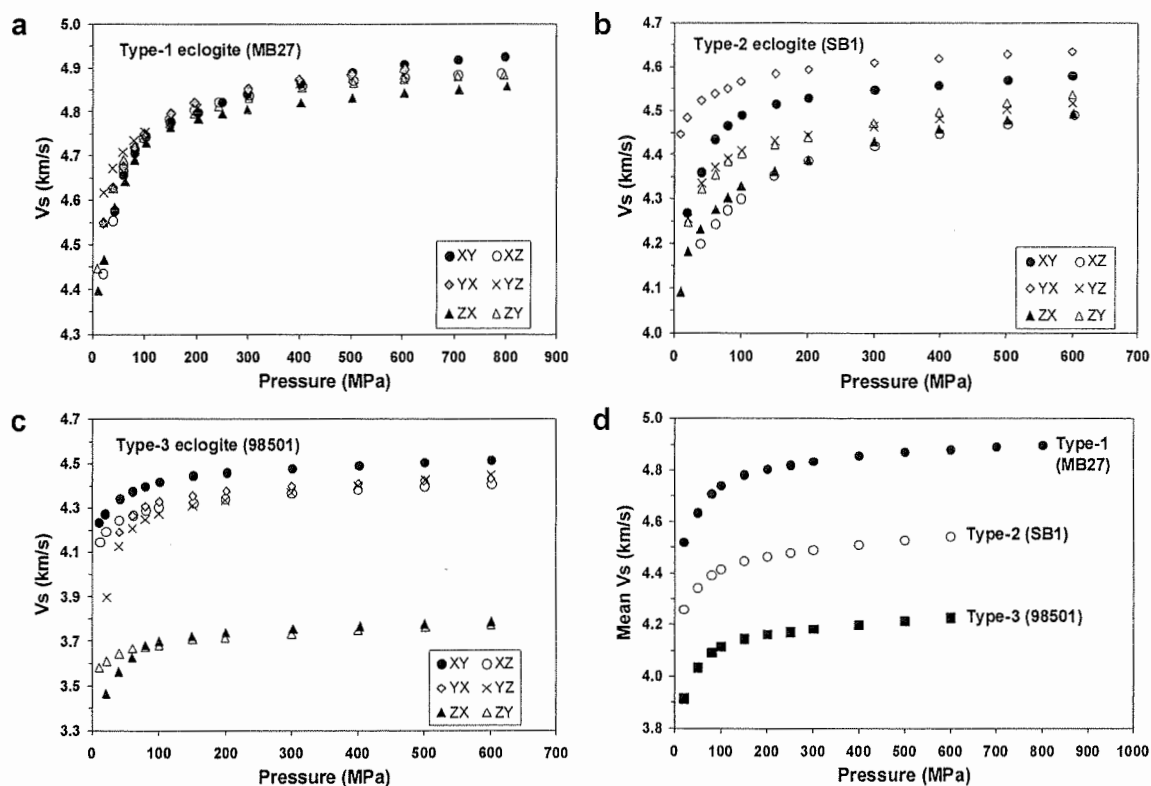 a
Type-1 eclogite (MB27)
Vs (km/s)
5.0
4.9
4.8
4.7
4.6
4.5
4.4
4.3
XY XZ
YX YZ
ZX ZY
0 100 200 300 400 500 600 700 800 900
Pressure (MPa)
b
Type-2 eclogite (SB1)
Vs (km/s)
4.7
4.6
4.5
4.4
4.3
4.2
4.1
4.0
XY XZ
YX YZ
ZX ZY
0 100 200 300 400 500 600 700
Pressure (MPa)
c
Type-3 eclogite (98501)
Vs (km/s)
4.7
4.5
4.3
4.1
3.9
3.7
3.5
3.3
XY XZ
YX YZ
ZX ZY
0 100 200 300 400 500 600 700
Pressure (MPa)
d
Mean Vs (km/s)
5.0
4.8
4.6
4.4
4.2
4.0
3.8
Type-1
(MB27)
Type-2 (SB1)
Type-3 (98501)
0 100 200 300 400 500 600 700 800 900 1000
Pressure (MPa)